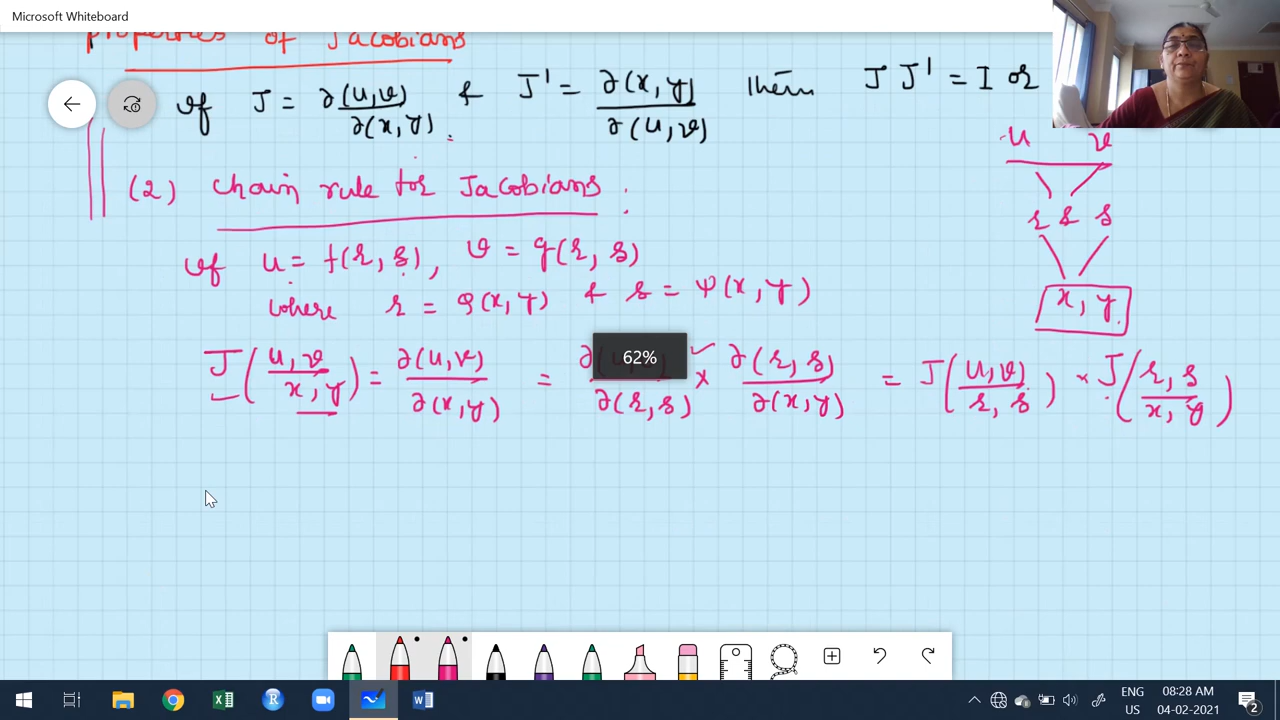 Microsoft Whiteboard
properties of Jacobians
If J = ∂(u,v)/∂(x,y) & J' = ∂(x,y)/∂(u,v) then J J' = I or
u v
(2) Chain rule for Jacobians :
r & s
If u = f(r, s), v = g(r, s)
where r = φ(x, y) & s = ψ(x, y)
x, y
J(u,v/x,y) = ∂(u,v)/∂(x,y) = ∂ /∂(r,s) × ∂(r,s)/∂(x,y) = J(u,v/r,s) × J(r,s/x,y)
62%
ENG
US
08:28 AM
04-02-2021
2